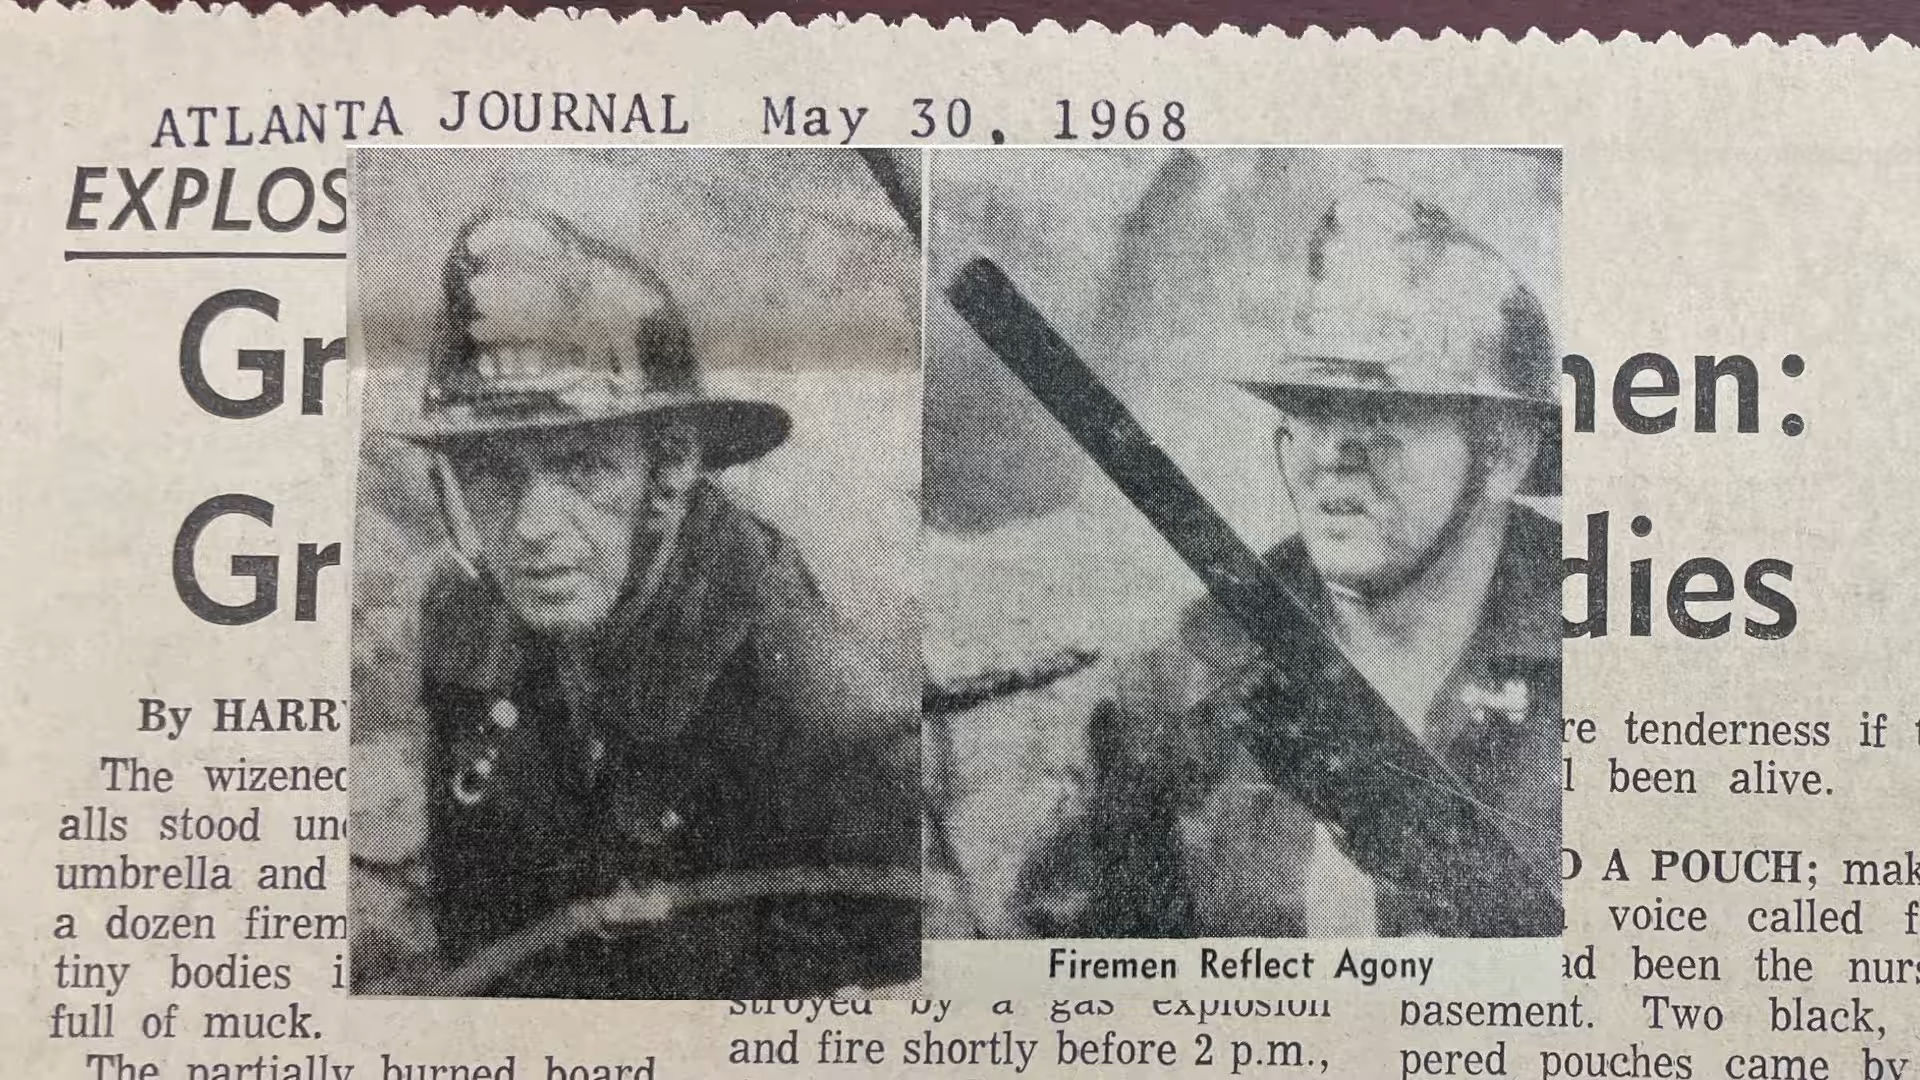 ATLANTA JOURNAL May 30, 1968
EXPLOS
Gr
nen:
Gr
dies
By HARRY
The wizened
alls stood un
umbrella and
a dozen firem
tiny bodies i
full of muck.
The partially burned board
Firemen Reflect Agony
stroyed by a gas explosion
and fire shortly before 2 p.m.,
re tenderness if t
l been alive.
D A POUCH; mak
voice called f
ad been the nurs
basement. Two black,
pered pouches came by